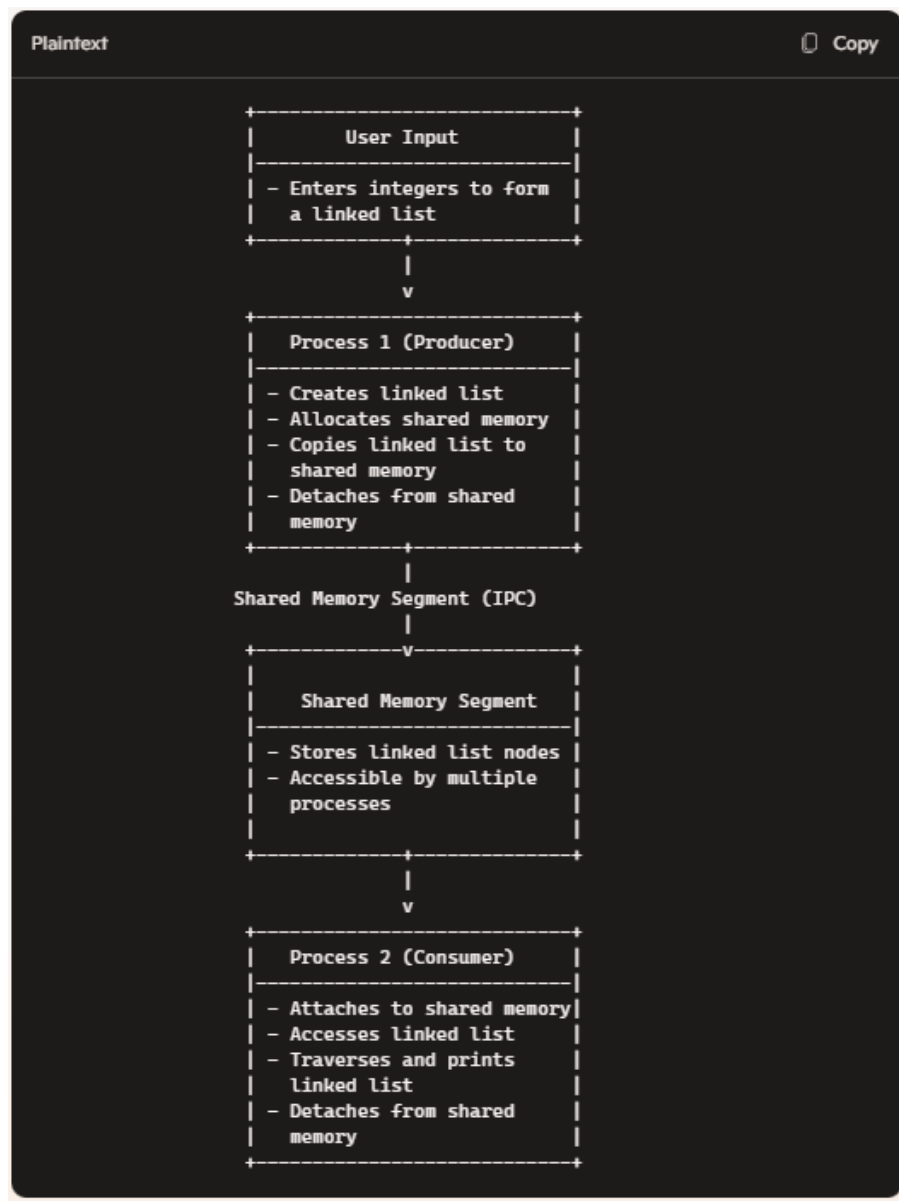 Plaintext
Copy
+----------------------------+
|        User Input          |
|----------------------------|
| - Enters integers to form  |
|   a linked list            |
+-------------+--------------+
|
v
+----------------------------+
|   Process 1 (Producer)     |
|----------------------------|
| - Creates linked list      |
| - Allocates shared memory  |
| - Copies linked list to    |
|   shared memory            |
| - Detaches from shared     |
|   memory                   |
+-------------+--------------+
|
Shared Memory Segment (IPC)
|
+-------------v--------------+
|                            |
|    Shared Memory Segment   |
|----------------------------|
| - Stores linked list nodes |
| - Accessible by multiple   |
|   processes                |
|                            |
+-------------+--------------+
|
v
+----------------------------+
|   Process 2 (Consumer)     |
|----------------------------|
| - Attaches to shared memory|
| - Accesses linked list     |
| - Traverses and prints     |
|   linked list              |
| - Detaches from shared     |
|   memory                   |
+----------------------------+